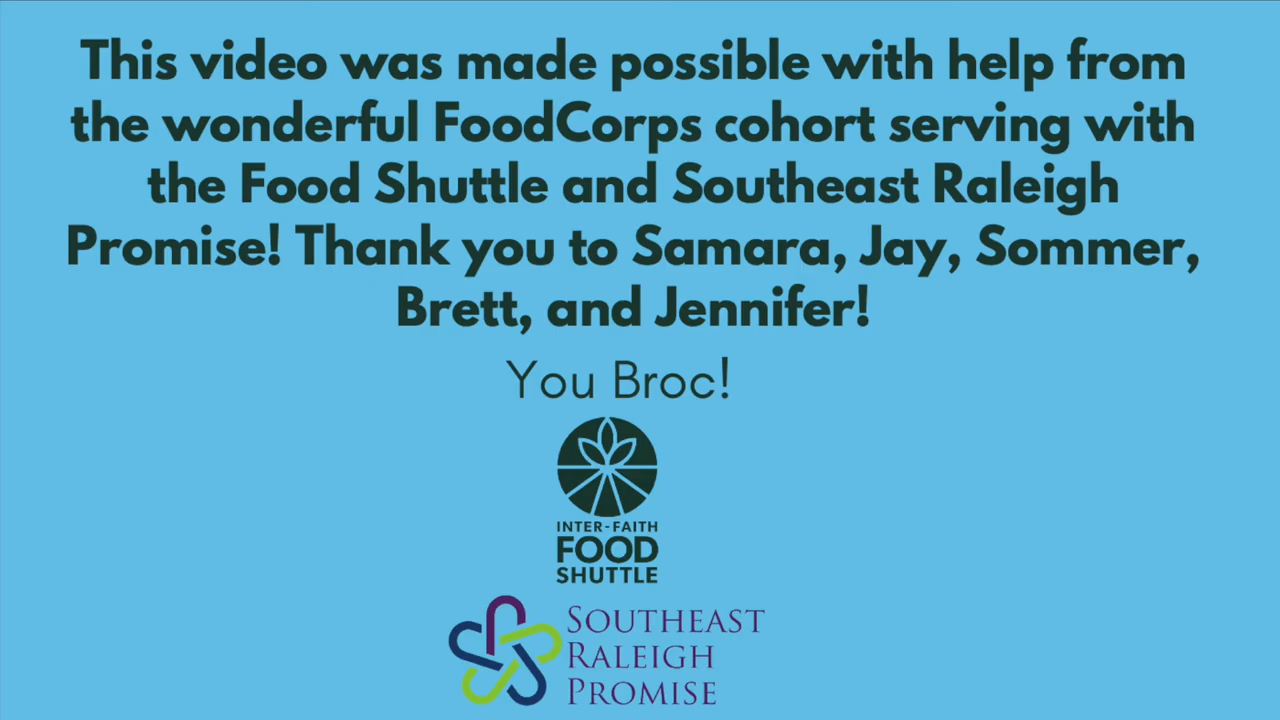 This video was made possible with help from
the wonderful FoodCorps cohort serving with
the Food Shuttle and Southeast Raleigh
Promise! Thank you to Samara, Jay, Sommer,
Brett, and Jennifer!
You Broc!
INTER-FAITH
FOOD
SHUTTLE
SOUTHEAST
RALEIGH
PROMISE